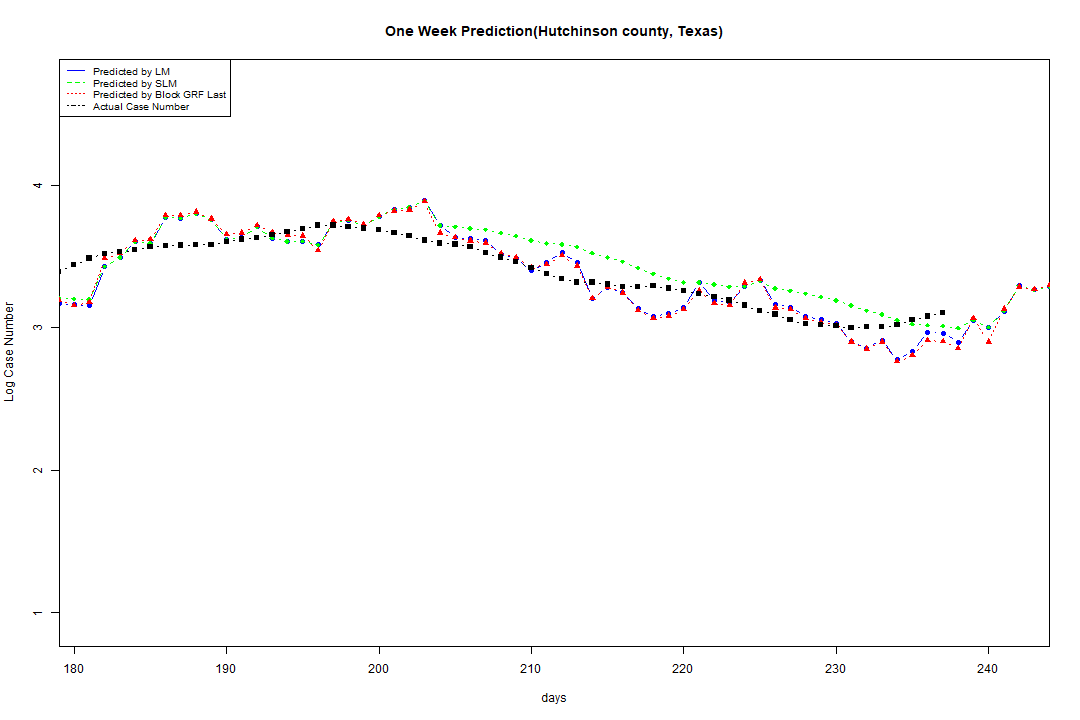 One Week Prediction(Hutchinson county, Texas)
Predicted by LM
Predicted by SLM
Predicted by Block GRF Last
Actual Case Number
Log Case Number
4
3
2
1
180 190 200 210 220 230 240
days